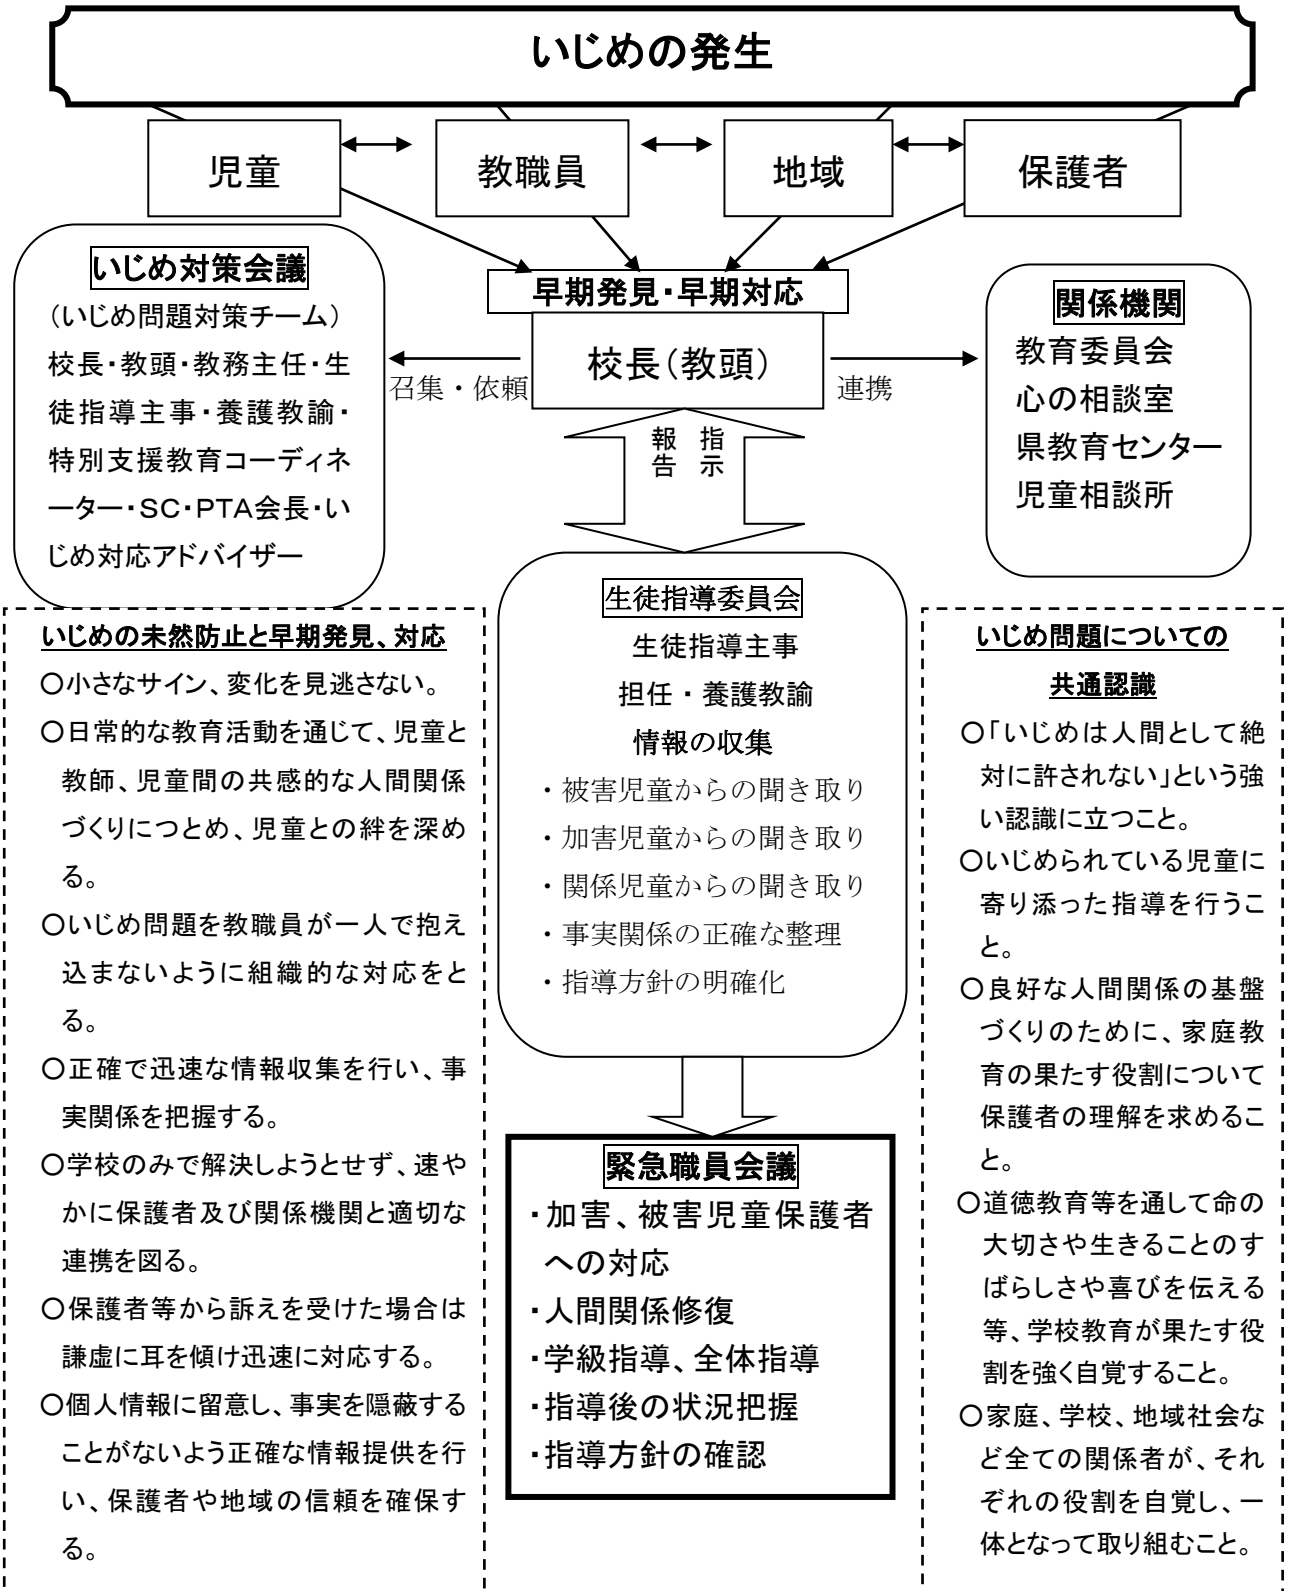 いじめの発生
児童
教職員
地域
保護者
いじめ対策会議
（いじめ問題対策チーム）
校長・教頭・教務主任・生
徒指導主事・養護教諭・
特別支援教育コーディネ
ーター・SC・PTA会長・い
じめ対応アドバイザー
早期発見・早期対応
校長（教頭）
召集・依頼
連携
関係機関
教育委員会
心の相談室
県教育センター
児童相談所
報告
指示
生徒指導委員会
生徒指導主事
担任・養護教諭
情報の収集
・被害児童からの聞き取り
・加害児童からの聞き取り
・関係児童からの聞き取り
・事実関係の正確な整理
・指導方針の明確化
緊急職員会議
・加害、被害児童保護者
への対応
・人間関係修復
・学級指導、全体指導
・指導後の状況把握
・指導方針の確認
いじめの未然防止と早期発見、対応
○小さなサイン、変化を見逃さない。
○日常的な教育活動を通じて、児童と
教師、児童間の共感的な人間関係
づくりにつとめ、児童との絆を深め
る。
○いじめ問題を教職員が一人で抱え
込まないように組織的な対応をと
る。
○正確で迅速な情報収集を行い、事
実関係を把握する。
○学校のみで解決しようとせず、速や
かに保護者及び関係機関と適切な
連携を図る。
○保護者等から訴えを受けた場合は
謙虚に耳を傾け迅速に対応する。
○個人情報に留意し、事実を隠蔽する
ことがないよう正確な情報提供を行
い、保護者や地域の信頼を確保す
る。
いじめ問題についての
共通認識
○「いじめは人間として絶
対に許されない」という強
い認識に立つこと。
○いじめられている児童に
寄り添った指導を行うこ
と。
○良好な人間関係の基盤
づくりのために、家庭教
育の果たす役割について
保護者の理解を求めるこ
と。
○道徳教育等を通して命の
大切さや生きることのす
ばらしさや喜びを伝える
等、学校教育が果たす役
割を強く自覚すること。
○家庭、学校、地域社会な
ど全ての関係者が、それ
ぞれの役割を自覚し、一
体となって取り組むこと。